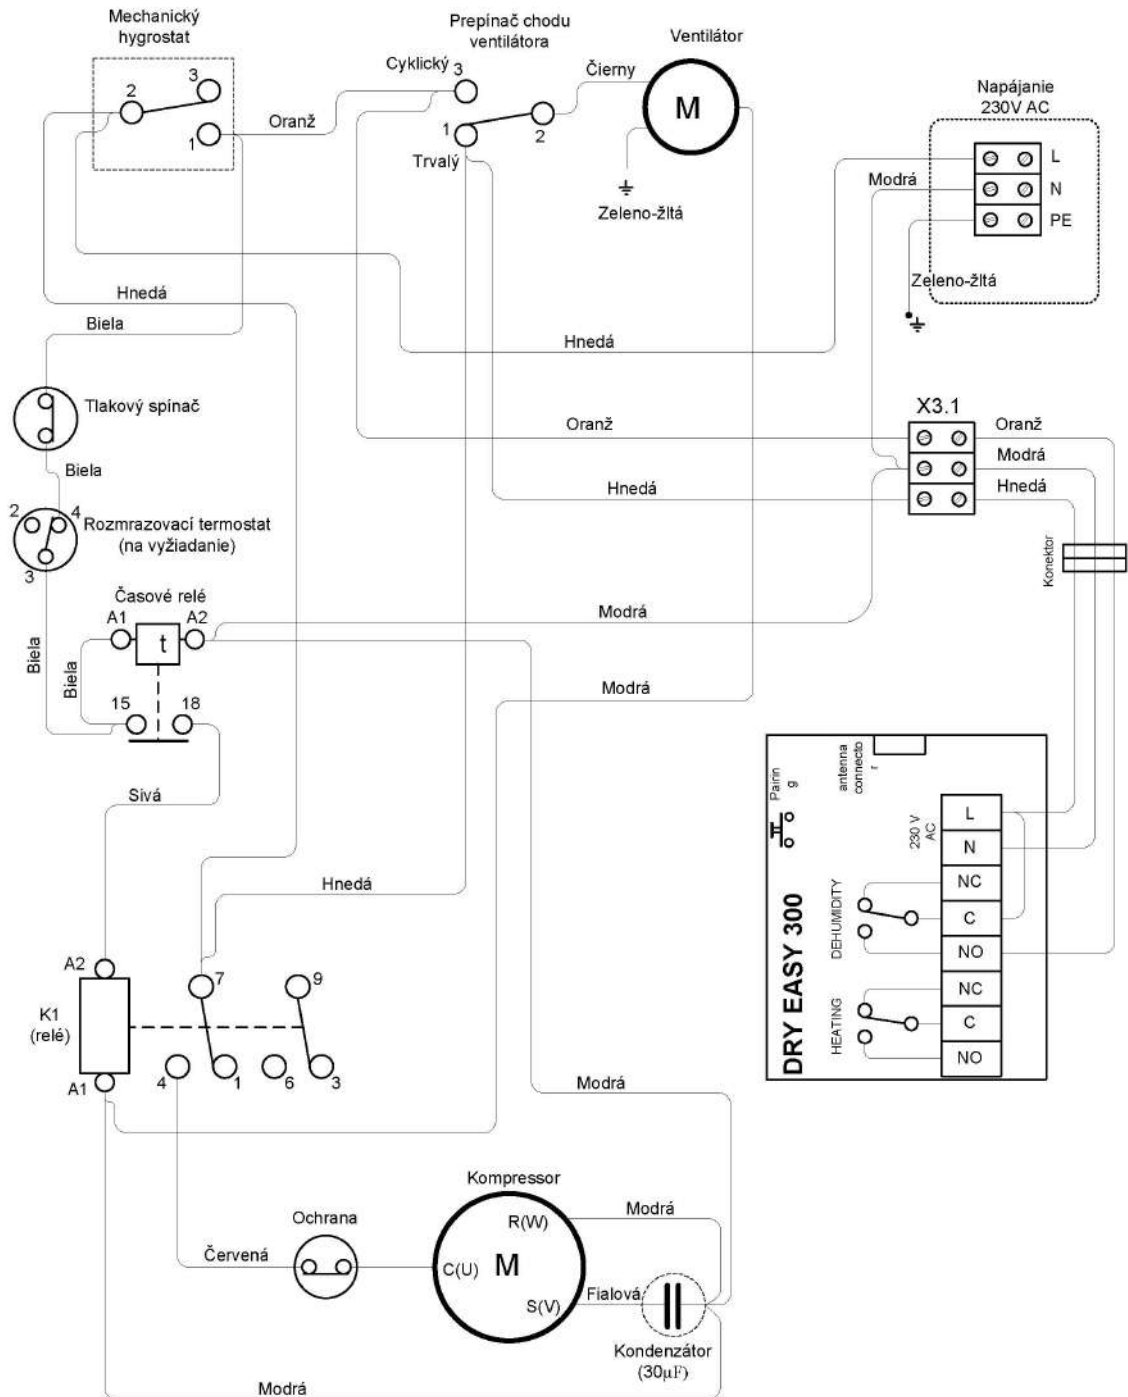 Mechanický
hygrostat
3
2
1
Oranž
Prepínač chodu
ventilátora
Cyklický 3
1
2
Trvalý
Čierny
Ventilátor
M
Zeleno-žltá
Napájanie
230V AC
L
N
PE
Modrá
Zeleno-žltá
Hnedá
Biela
Hnedá
Tlakový spínač
Biela
Oranž
Hnedá
X3.1
Oranž
Modrá
Hnedá
Konektor
2
4
3
Rozmrazovací termostat
(na vyžiadanie)
Časové relé
A1
A2
t
Biela
Biela
15
18
Modrá
Modrá
Sivá
Hnedá
A2
K1
(relé)
A1
7
9
4
1
6
3
Modrá
Pairin
g
antenna
connecto
r
230 V
AC
L
N
NC
C
NO
NC
C
NO
DEHUMIDITY
HEATING
DRY EASY 300
Kompressor
R(W)
C(U)
M
S(V)
Modrá
Ochrana
Červená
Fialová
Kondenzátor
(30µF)
Modrá